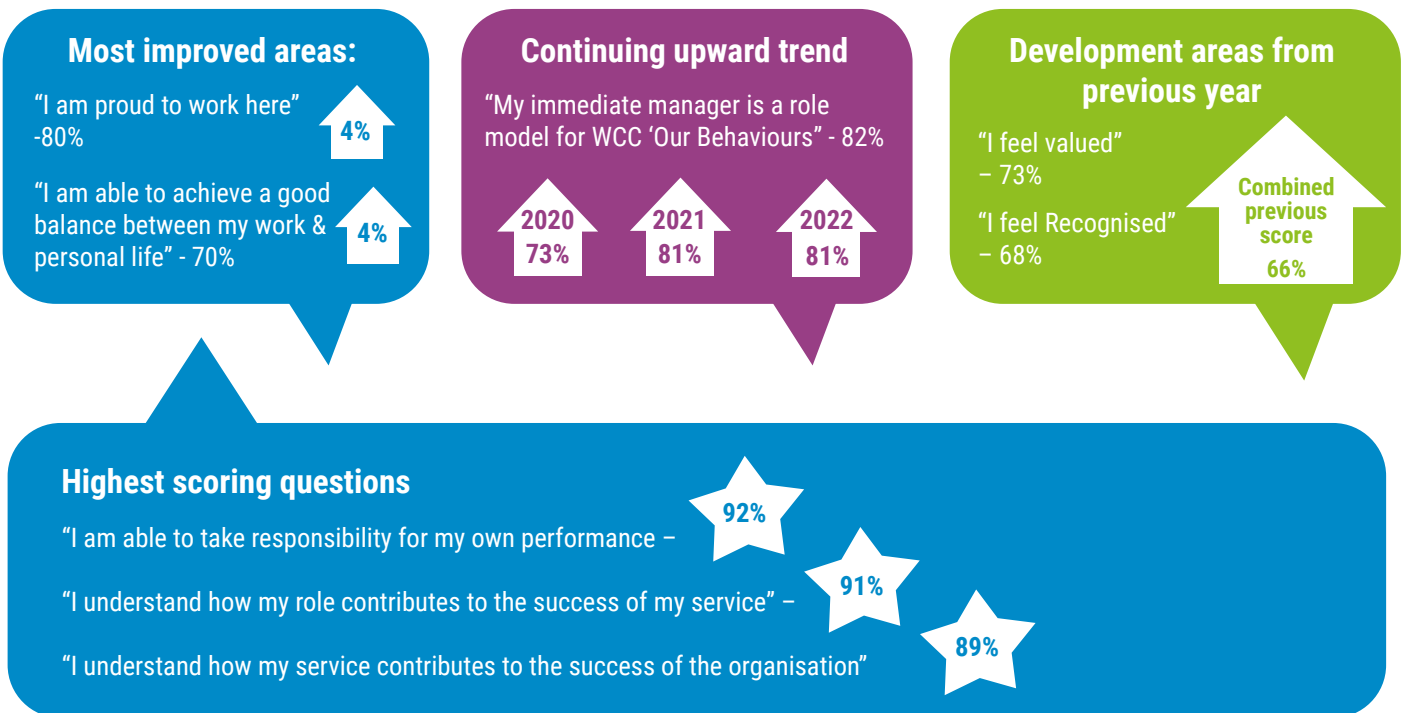 Most improved areas:
“I am proud to work here”
-80%
4%
“I am able to achieve a good
balance between my work &
personal life” - 70%
4%
Continuing upward trend
“My immediate manager is a role
model for WCC ‘Our Behaviours” - 82%
2020
73%
2021
81%
2022
81%
Development areas from
previous year
“I feel valued”
– 73%
“I feel Recognised”
– 68%
Combined
previous
score
66%
Highest scoring questions
“I am able to take responsibility for my own performance –
92%
“I understand how my role contributes to the success of my service” –
91%
“I understand how my service contributes to the success of the organisation”
89%